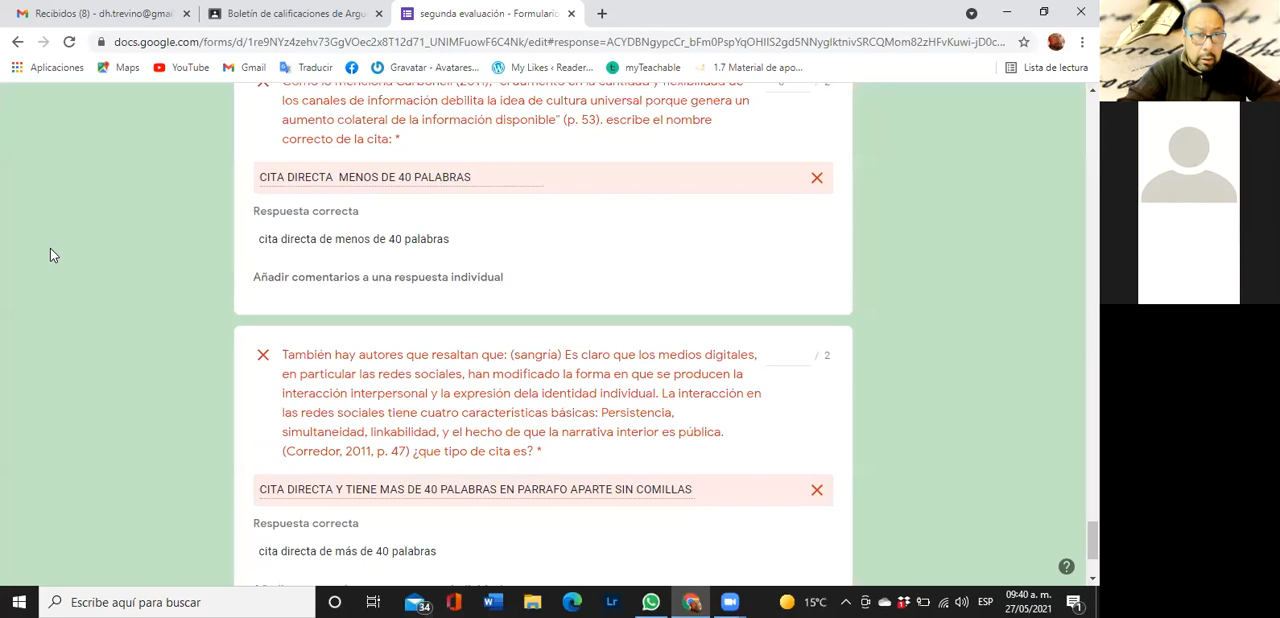 Recibidos (8) - dh.trevino@gmai
Boletín de calificaciones de Argu
segunda evaluación - Formulario
docs.google.com/forms/d/1re9NYz4zehv73GgVOec2x8T12d71_UNIMFuowF6C4Nk/edit#response=ACYDBNgypcCr_bFm0PspYqOHIIS2gd5NNyglktnivSRCQMom82zHFvKuwi-jD0c...
Aplicaciones
Maps
YouTube
Gmail
Traducir
Gravatar - Avatares...
My Likes ‹ Reader...
myTeachable
1.7 Material de apo...
Lista de lectura
los canales de información debilita la idea de cultura universal porque genera un
aumento colateral de la información disponible" (p. 53). escribe el nombre
correcto de la cita: *
CITA DIRECTA MENOS DE 40 PALABRAS
Respuesta correcta
cita directa de menos de 40 palabras
Añadir comentarios a una respuesta individual
También hay autores que resaltan que: (sangría) Es claro que los medios digitales,
/ 2
en particular las redes sociales, han modificado la forma en que se producen la
interacción interpersonal y la expresión dela identidad individual. La interacción en
las redes sociales tiene cuatro características básicas: Persistencia,
simultaneidad, linkabilidad, y el hecho de que la narrativa interior es pública.
(Corredor, 2011, p. 47) ¿que tipo de cita es? *
CITA DIRECTA Y TIENE MAS DE 40 PALABRAS EN PARRAFO APARTE SIN COMILLAS
Respuesta correcta
cita directa de más de 40 palabras
Escribe aquí para buscar
34
15°C
ESP
09:40 a. m.
27/05/2021